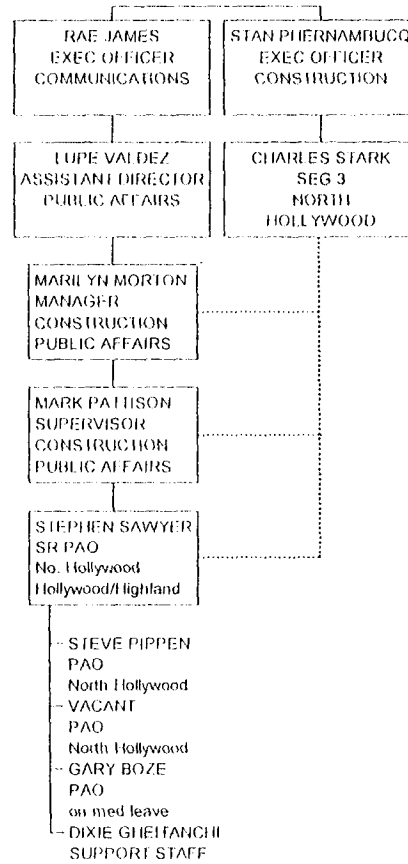 RAE JAMES
EXEC OFFICER
COMMUNICATIONS
STAN PHERNAMBUCQ
EXEC OFFICER
CONSTRUCTION
LUPE VALDEZ
ASSISTANT DIRECTOR
PUBLIC AFFAIRS
CHARLES STARK
SEG 3
NORTH
HOLLYWOOD
MARILYN MORTON
MANAGER
CONSTRUCTION
PUBLIC AFFAIRS
MARK PATTISON
SUPERVISOR
CONSTRUCTION
PUBLIC AFFAIRS
STEPHEN SAWYER
SR PAO
No. Hollywood
Hollywood/Highland
STEVE PIPPEN
PAO
North Hollywood
VACANT
PAO
North Hollywood
GARY BOZE
PAO
on med leave
DIXIE GHEITANCHI
SUPPORT STAFF